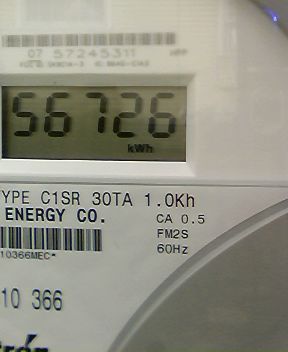 07 57245311
56726
kWh
TYPE C1SR 30TA 1.0Kh
ENERGY CO.
CA 0.5
FM2S
60Hz
10366MEC*
10 366